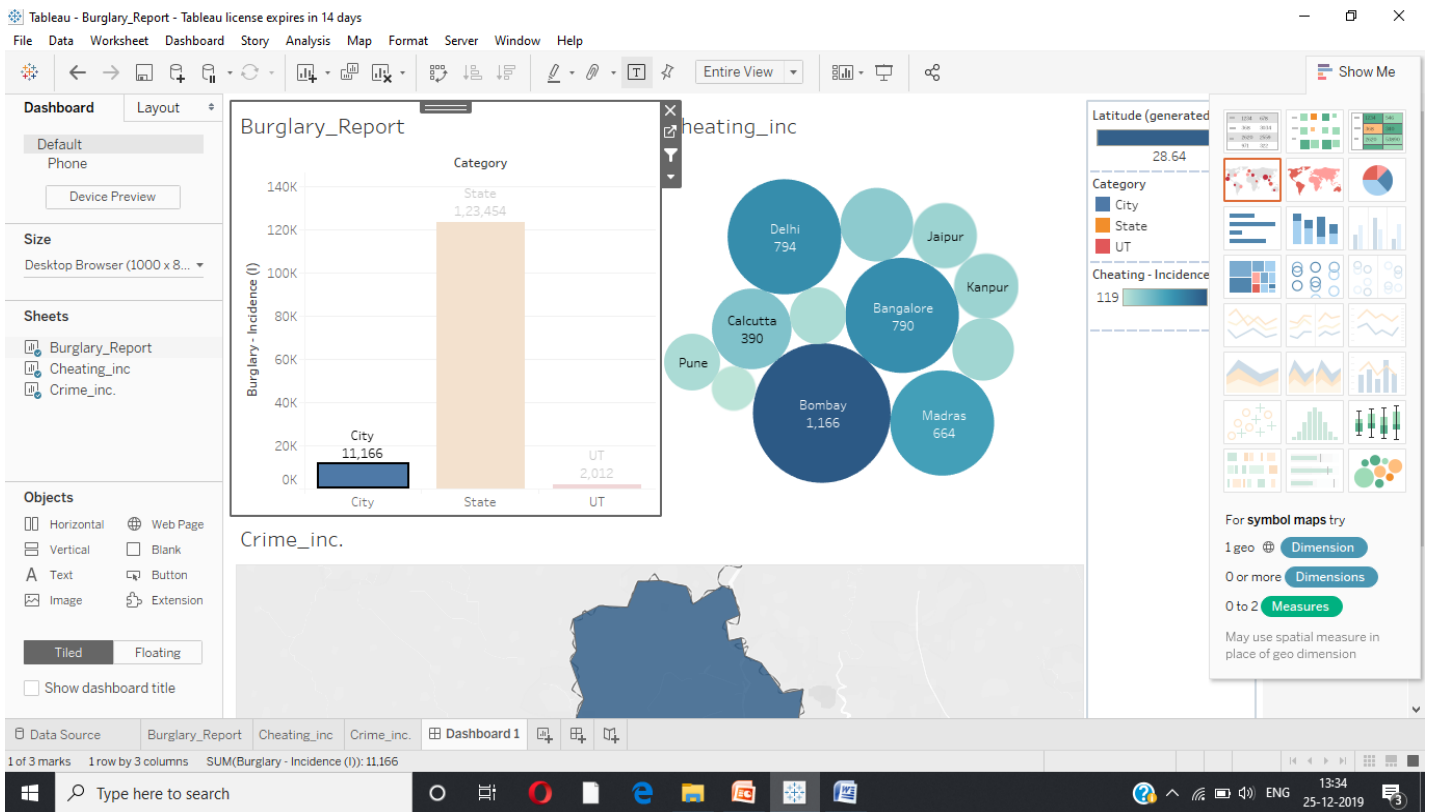 Tableau - Burglary_Report - Tableau license expires in 14 days
File Data Worksheet Dashboard Story Analysis Map Format Server Window Help
Entire View
Show Me
Dashboard Layout
Default
Phone
Device Preview
Size
Desktop Browser (1000 x 8...
Sheets
Burglary_Report
Cheating_inc
Crime_inc.
Objects
Horizontal Web Page
Vertical Blank
A Text Button
Image Extension
Tiled Floating
Show dashboard title
Burglary_Report
Category
Burglary - Incidence (I)
140K
120K
100K
80K
60K
40K
20K
0K
State
1,23,454
City
11,166
UT
2,012
City State UT
heating_inc
Delhi
794
Jaipur
Kanpur
Bangalore
790
Calcutta
390
Pune
Bombay
1,166
Madras
664
Crime_inc.
Latitude (generated
28.64
Category
City
State
UT
Cheating - Incidence
119
For symbol maps try
1 geo Dimension
0 or more Dimensions
0 to 2 Measures
May use spatial measure in
place of geo dimension
Data Source Burglary_Report Cheating_inc Crime_inc. Dashboard 1
1 of 3 marks 1 row by 3 columns SUM(Burglary - Incidence (I)): 11,166
Type here to search
ENG
13:34
25-12-2019
3